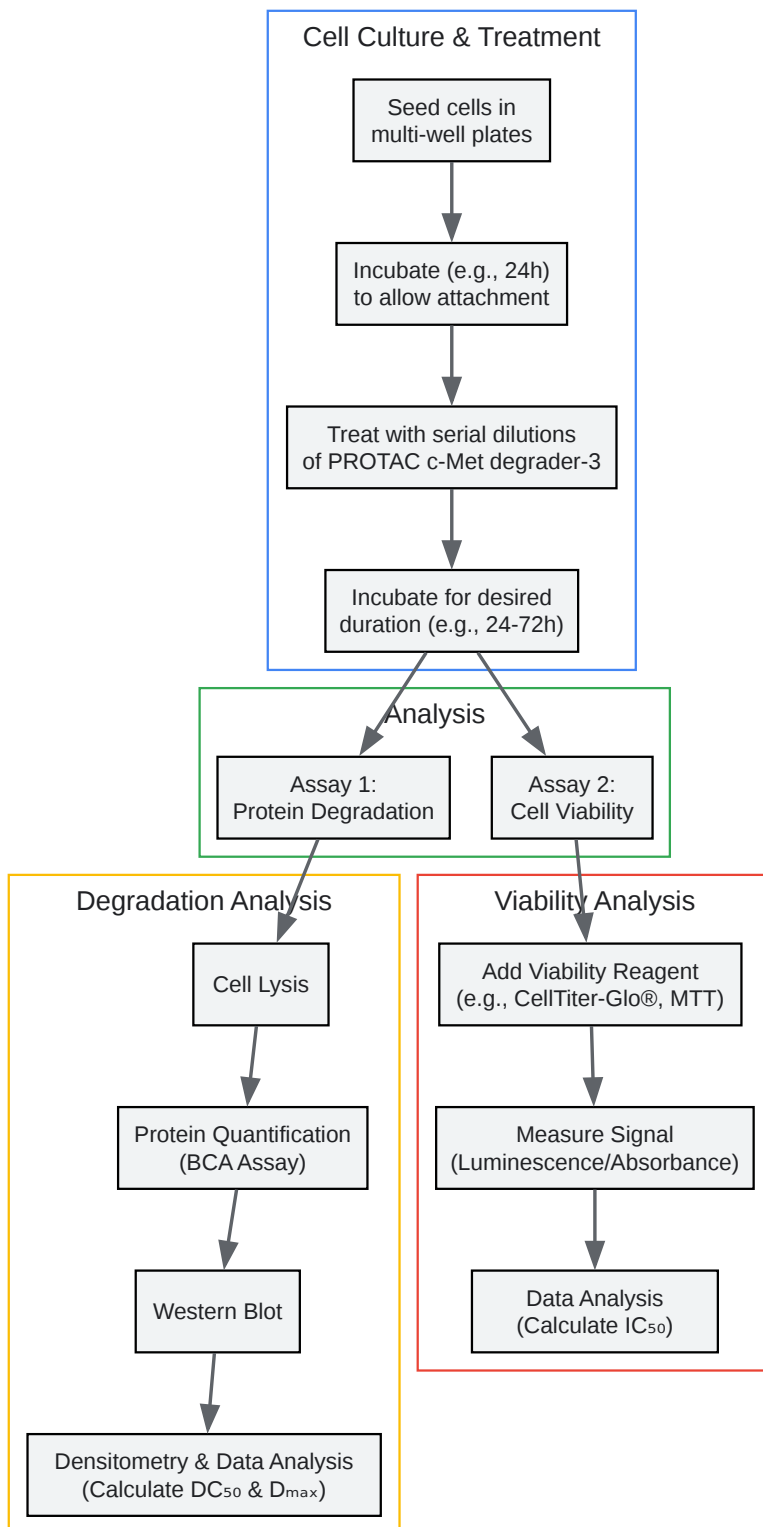 Cell Culture & Treatment
Seed cells in
multi-well plates
Incubate (e.g., 24h)
to allow attachment
Treat with serial dilutions
of PROTAC c-Met degrader-3
Incubate for desired
duration (e.g., 24-72h)
Analysis
Assay 1:
Protein Degradation
Assay 2:
Cell Viability
Degradation Analysis
Cell Lysis
Protein Quantification
(BCA Assay)
Western Blot
Densitometry & Data Analysis
(Calculate DC₅₀ & Dₘₐₓ)
Viability Analysis
Add Viability Reagent
(e.g., CellTiter-Glo®, MTT)
Measure Signal
(Luminescence/Absorbance)
Data Analysis
(Calculate IC₅₀)